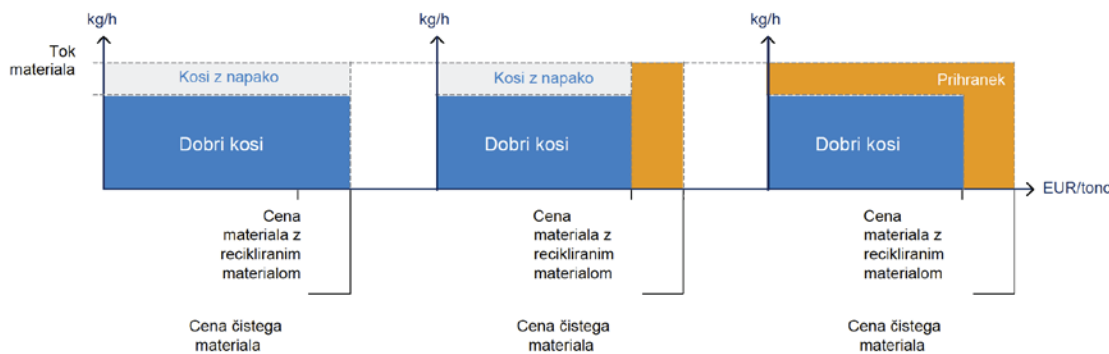 kg/h
kg/h
kg/h
Tok
materiala
Kosi z napako
Kosi z napako
Prihranek
Dobri kosi
Dobri kosi
Dobri kosi
EUR/tono
Cena
materiala z
recikliranim
materialom
Cena
materiala z
recikliranim
materialom
Cena
materiala z
recikliranim
materialom
Cena čistega
materiala
Cena čistega
materiala
Cena čistega
materiala